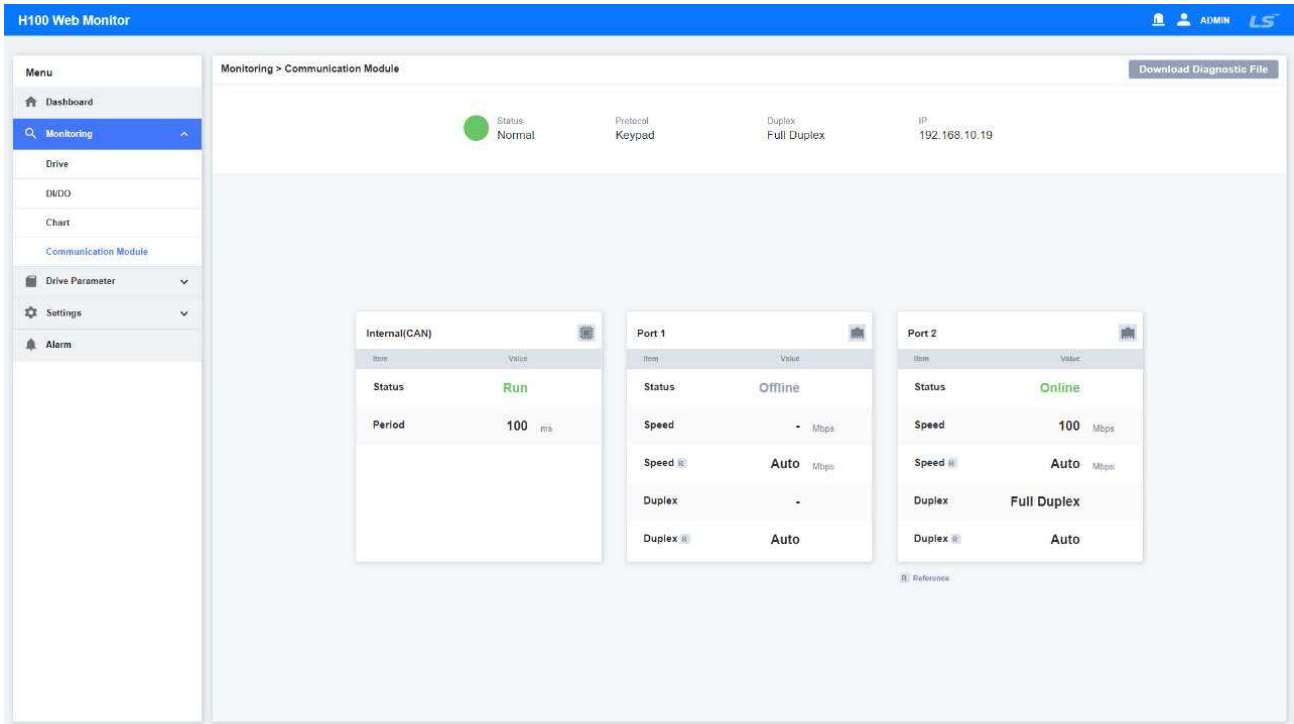 H100 Web Monitor
ADMIN
LS
Menu
Dashboard
Monitoring
Drive
DI/DO
Chart
Communication Module
Drive Parameter
Settings
Alarm
Monitoring > Communication Module
Download Diagnostic File
Status
Normal
Protocol
Keypad
Duplex
Full Duplex
IP
192.168.10.19
Internal(CAN)
Item Value
Status Run
Period 100 ms
Port 1
Item Value
Status Offline
Speed - Mbps
Speed R Auto Mbps
Duplex -
Duplex R Auto
Port 2
Item Value
Status Online
Speed 100 Mbps
Speed R Auto Mbps
Duplex Full Duplex
Duplex R Auto
R Reference